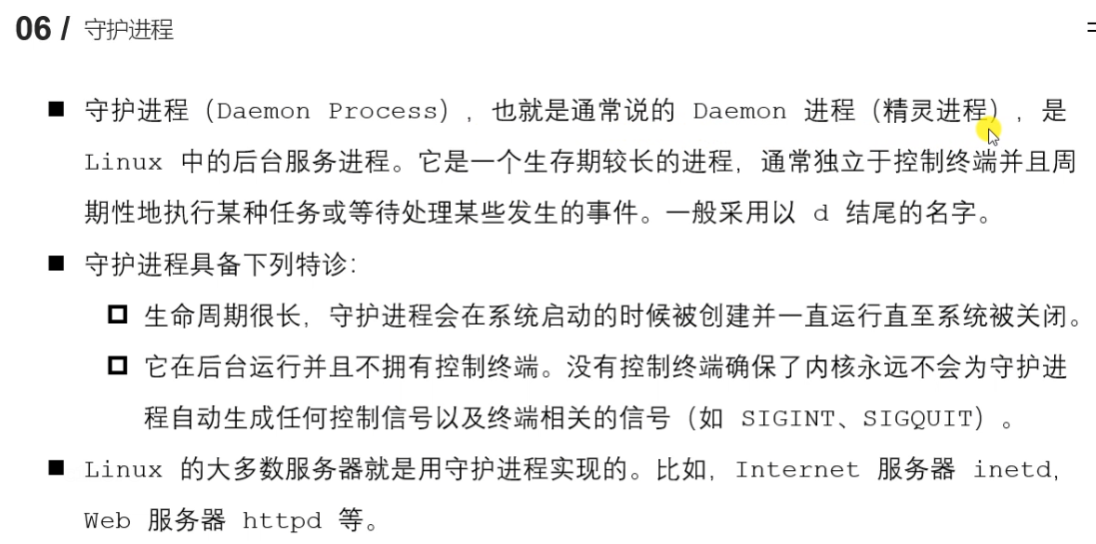 06 / 守护进程
■ 守护进程（Daemon Process），也就是通常说的 Daemon 进程（精灵进程），是
Linux 中的后台服务进程。它是一个生存期较长的进程，通常独立于控制终端并且周
期性地执行某种任务或等待处理某些发生的事件。一般采用以 d 结尾的名字。
■ 守护进程具备下列特诊：
生命周期很长，守护进程会在系统启动的时候被创建并一直运行直至系统被关闭。
它在后台运行并且不拥有控制终端。没有控制终端确保了内核永远不会为守护进
程自动生成任何控制信号以及终端相关的信号（如 SIGINT、SIGQUIT）。
■ Linux 的大多数服务器就是用守护进程实现的。比如，Internet 服务器 inetd，
Web 服务器 httpd 等。